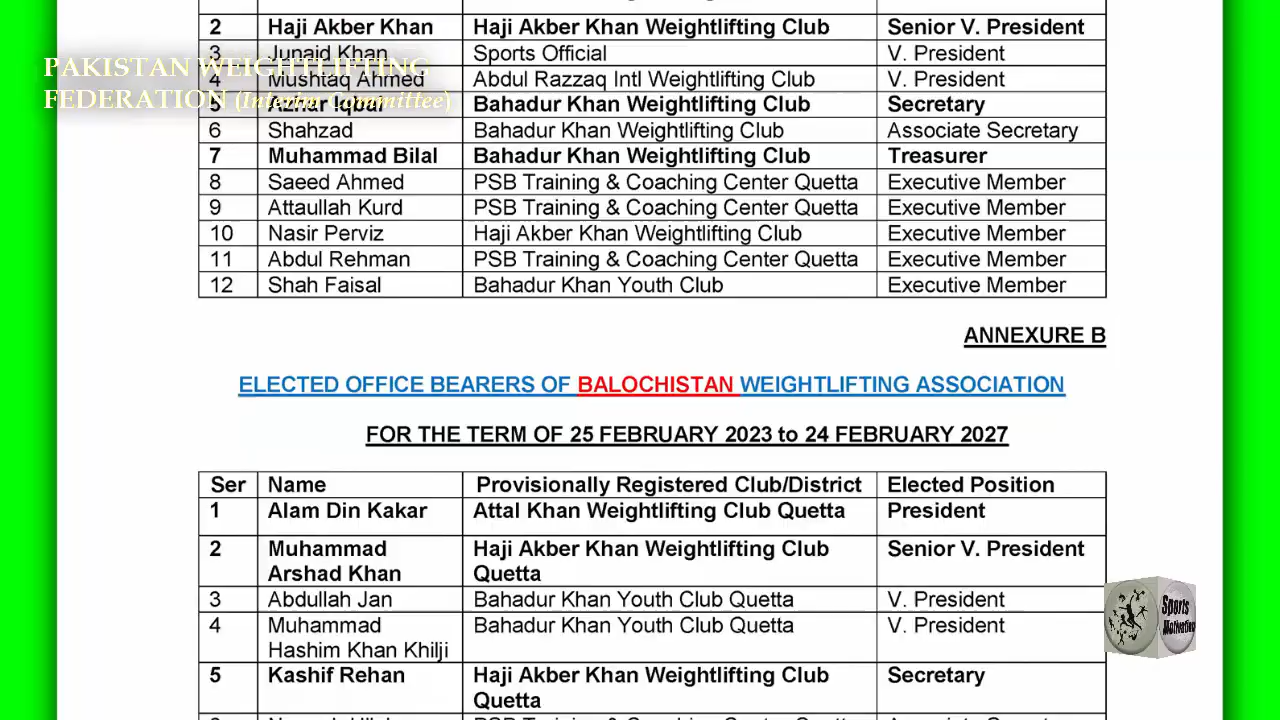 2 Haji Akber Khan Haji Akber Khan Weightlifting Club Senior V. President
3 Junaid Khan Sports Official V. President
PAKISTAN WEIGHTLIFTING
4 Mushtaq Ahmed Abdul Razzaq Intl Weightlifting Club V. President
FEDERATION (Interim Committee)
5 Azhar Iqbal Bahadur Khan Weightlifting Club Secretary
6 Shahzad Bahadur Khan Weightlifting Club Associate Secretary
7 Muhammad Bilal Bahadur Khan Weightlifting Club Treasurer
8 Saeed Ahmed PSB Training & Coaching Center Quetta Executive Member
9 Attaullah Kurd PSB Training & Coaching Center Quetta Executive Member
10 Nasir Perviz Haji Akber Khan Weightlifting Club Executive Member
11 Abdul Rehman PSB Training & Coaching Center Quetta Executive Member
12 Shah Faisal Bahadur Khan Youth Club Executive Member
ANNEXURE B
ELECTED OFFICE BEARERS OF BALOCHISTAN WEIGHTLIFTING ASSOCIATION
FOR THE TERM OF 25 FEBRUARY 2023 to 24 FEBRUARY 2027
Ser Name Provisionally Registered Club/District Elected Position
1 Alam Din Kakar Attal Khan Weightlifting Club Quetta President
2 Muhammad Haji Akber Khan Weightlifting Club Senior V. President
Arshad Khan Quetta
3 Abdullah Jan Bahadur Khan Youth Club Quetta V. President
4 Muhammad Bahadur Khan Youth Club Quetta V. President
Hashim Khan Khilji
5 Kashif Rehan Haji Akber Khan Weightlifting Club Secretary
Quetta
Sports